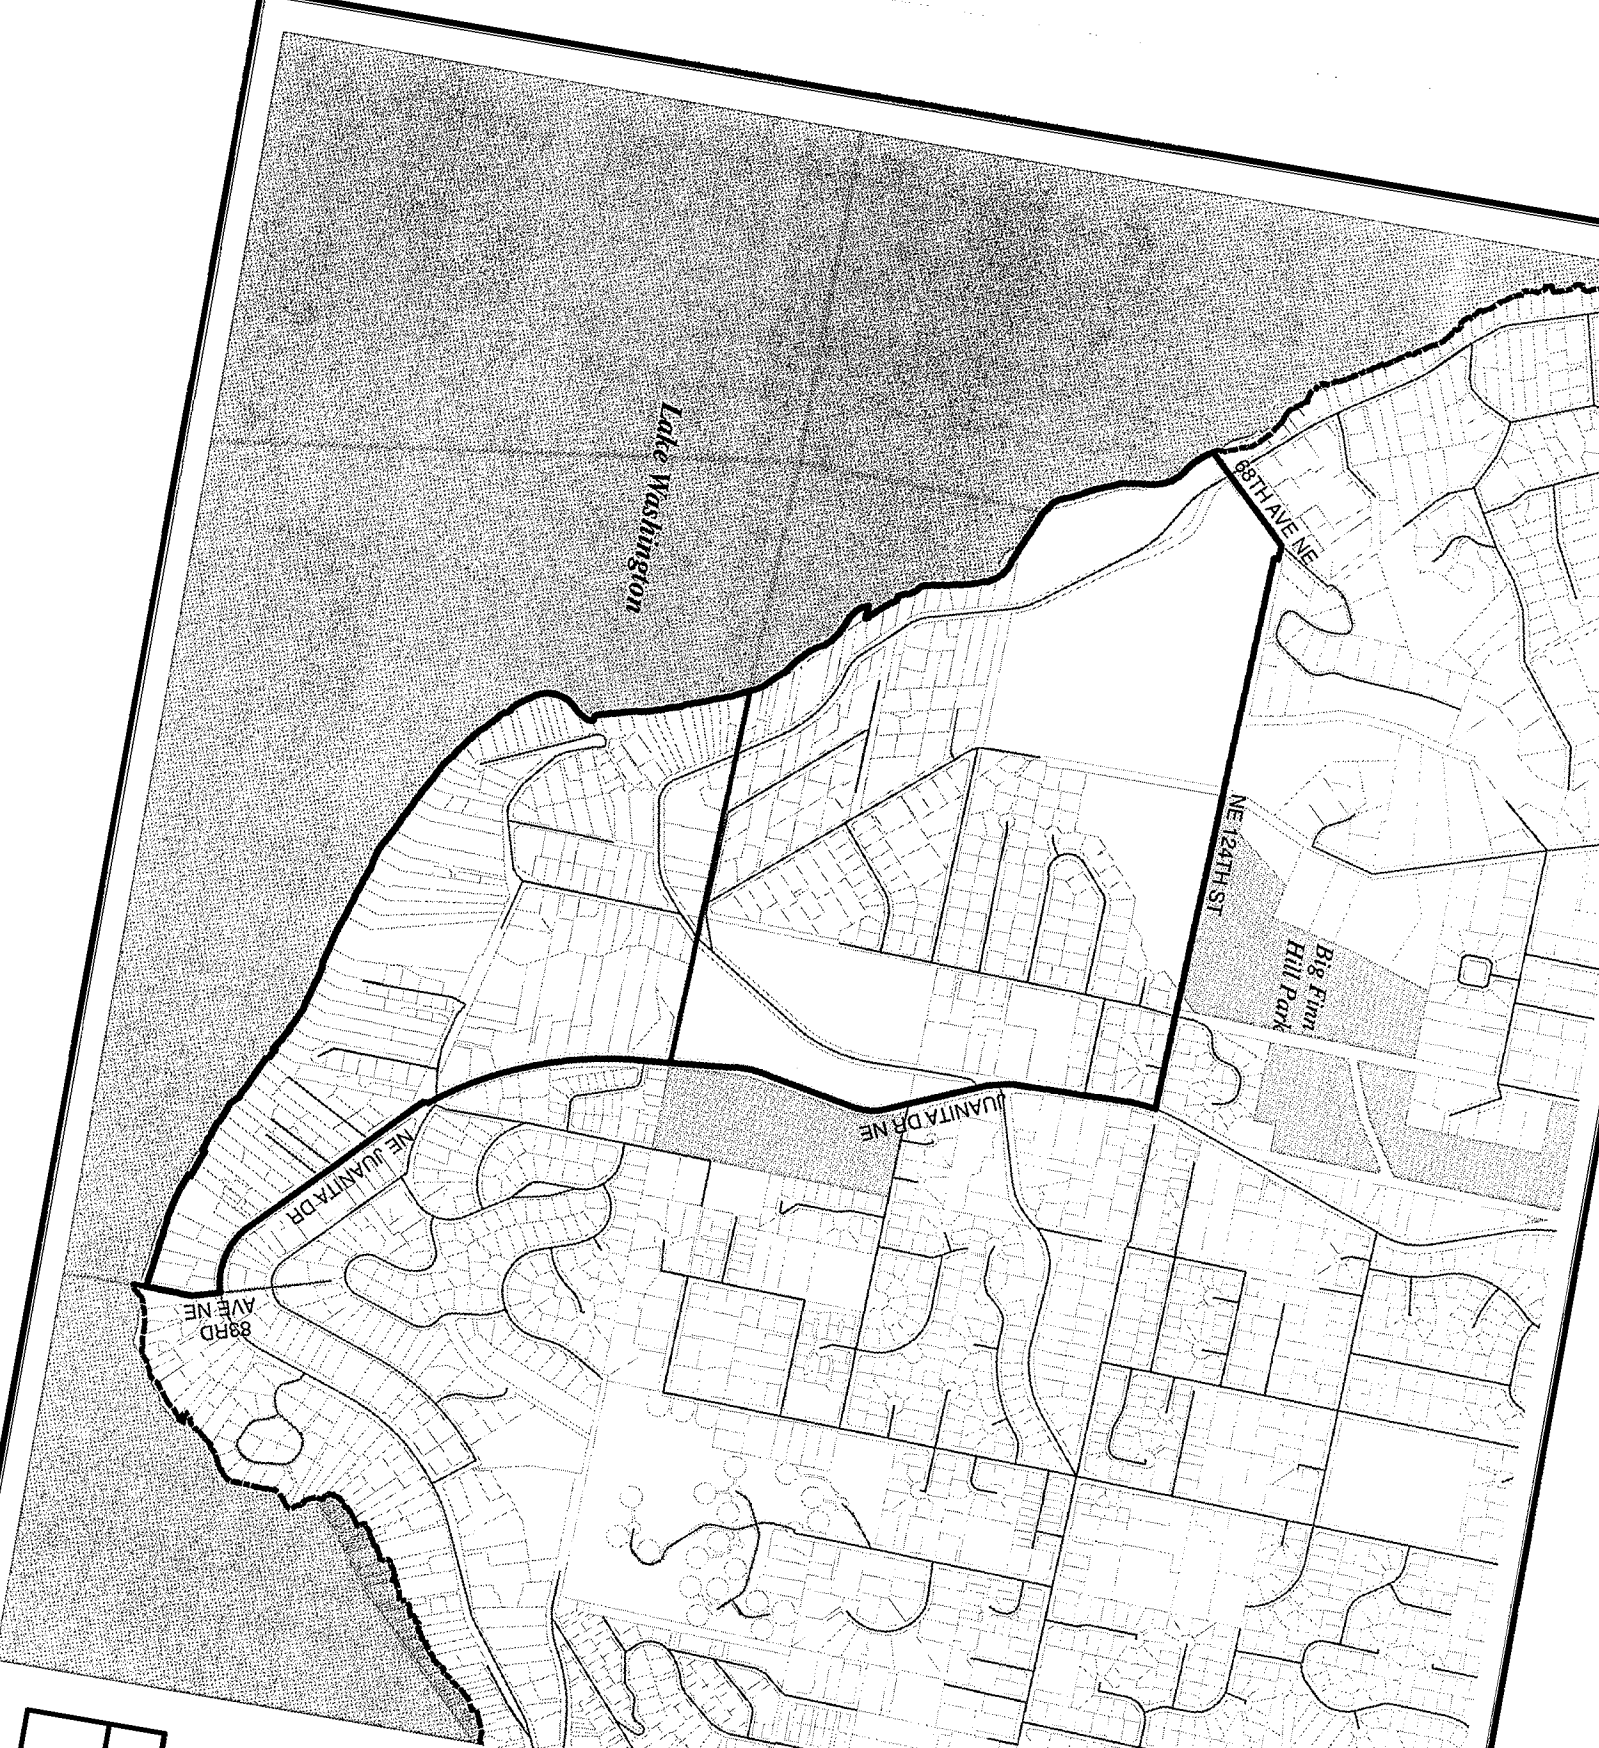 Lake Washington
68TH AVE NE
NE 124TH ST
Big Finn
Hill Park
JUANITA DR NE
NE JUANITA DR
83RD
AVE NE